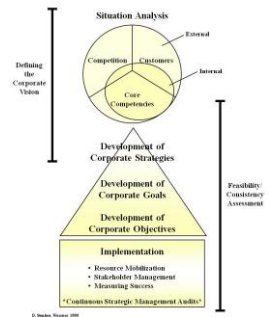 Situation Analysis
External
Competition
Customers
Internal
Core
Competencies
Defining
the
Corporate
Vision
Development of
Corporate Strategies
Development of
Corporate Goals
Development of
Corporate Objectives
Feasibility/
Consistency
Assessment
Implementation
• Resource Mobilization
• Stakeholder Management
• Measuring Success
"Continuous Strategic Management Audits"